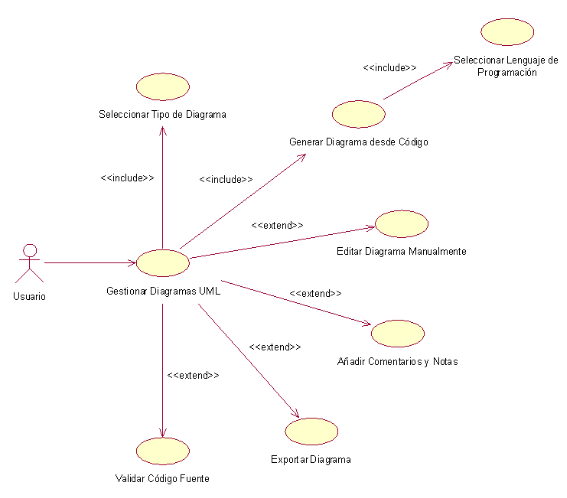 Seleccionar Lenguaje de
Programación
<<include>>
Seleccionar Tipo de Diagrama
Generar Diagrama desde Código
<<include>>
<<include>>
<<extend>>
Editar Diagrama Manualmente
Usuario
Gestionar Diagramas UML
<<extend>>
Añadir Comentarios y Notas
<<extend>>
<<extend>>
Exportar Diagrama
Validar Código Fuente